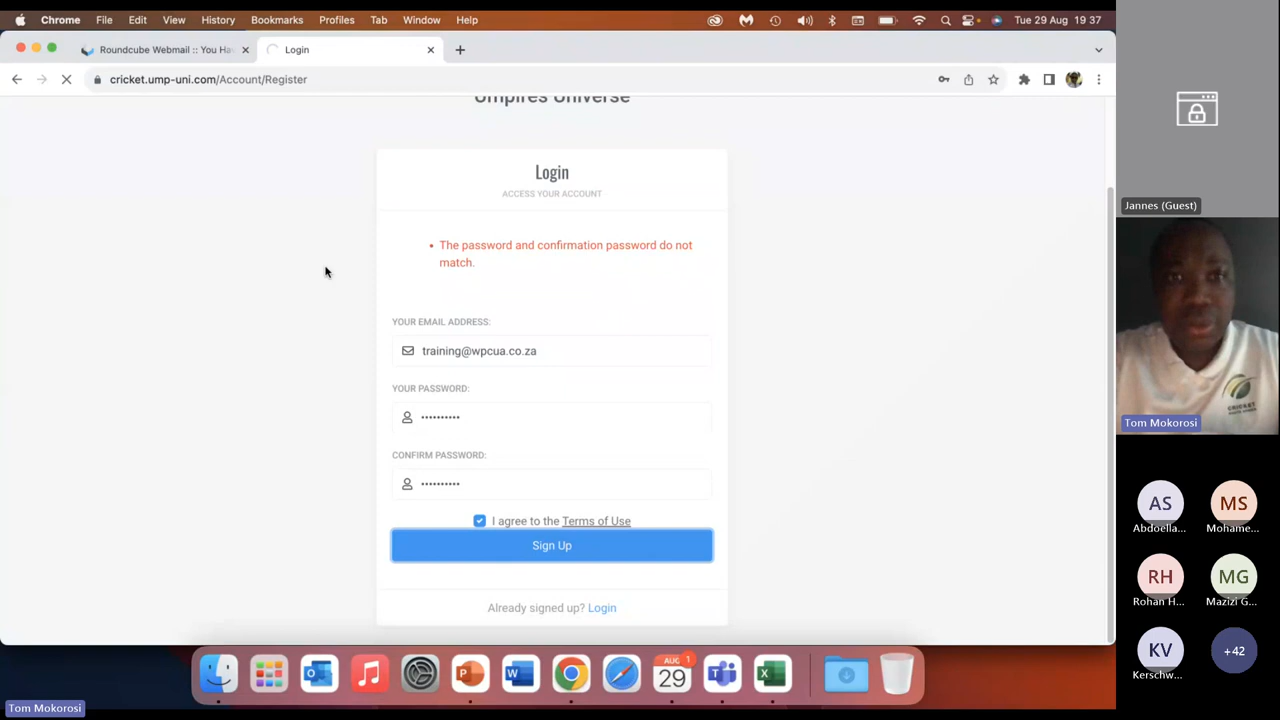 Chrome File Edit View History Bookmarks Profiles Tab Window Help Tue 29 Aug 19 37
Roundcube Webmail :: You Ha Login
cricket.ump-uni.com/Account/Register
Umpires Universe
Login
ACCESS YOUR ACCOUNT
• The password and confirmation password do not
match.
YOUR EMAIL ADDRESS:
training@wpcua.co.za
YOUR PASSWORD:
••••••••••
CONFIRM PASSWORD:
••••••••••
I agree to the Terms of Use
Sign Up
Already signed up? Login
AUG 1
29
Tom Mokorosi
Jannes (Guest)
CRICKET
Tom Mokorosi
AS MS
Abdoella... Mohame...
RH MG
Rohan H... Mazizi G...
KV +42
Kerschw...